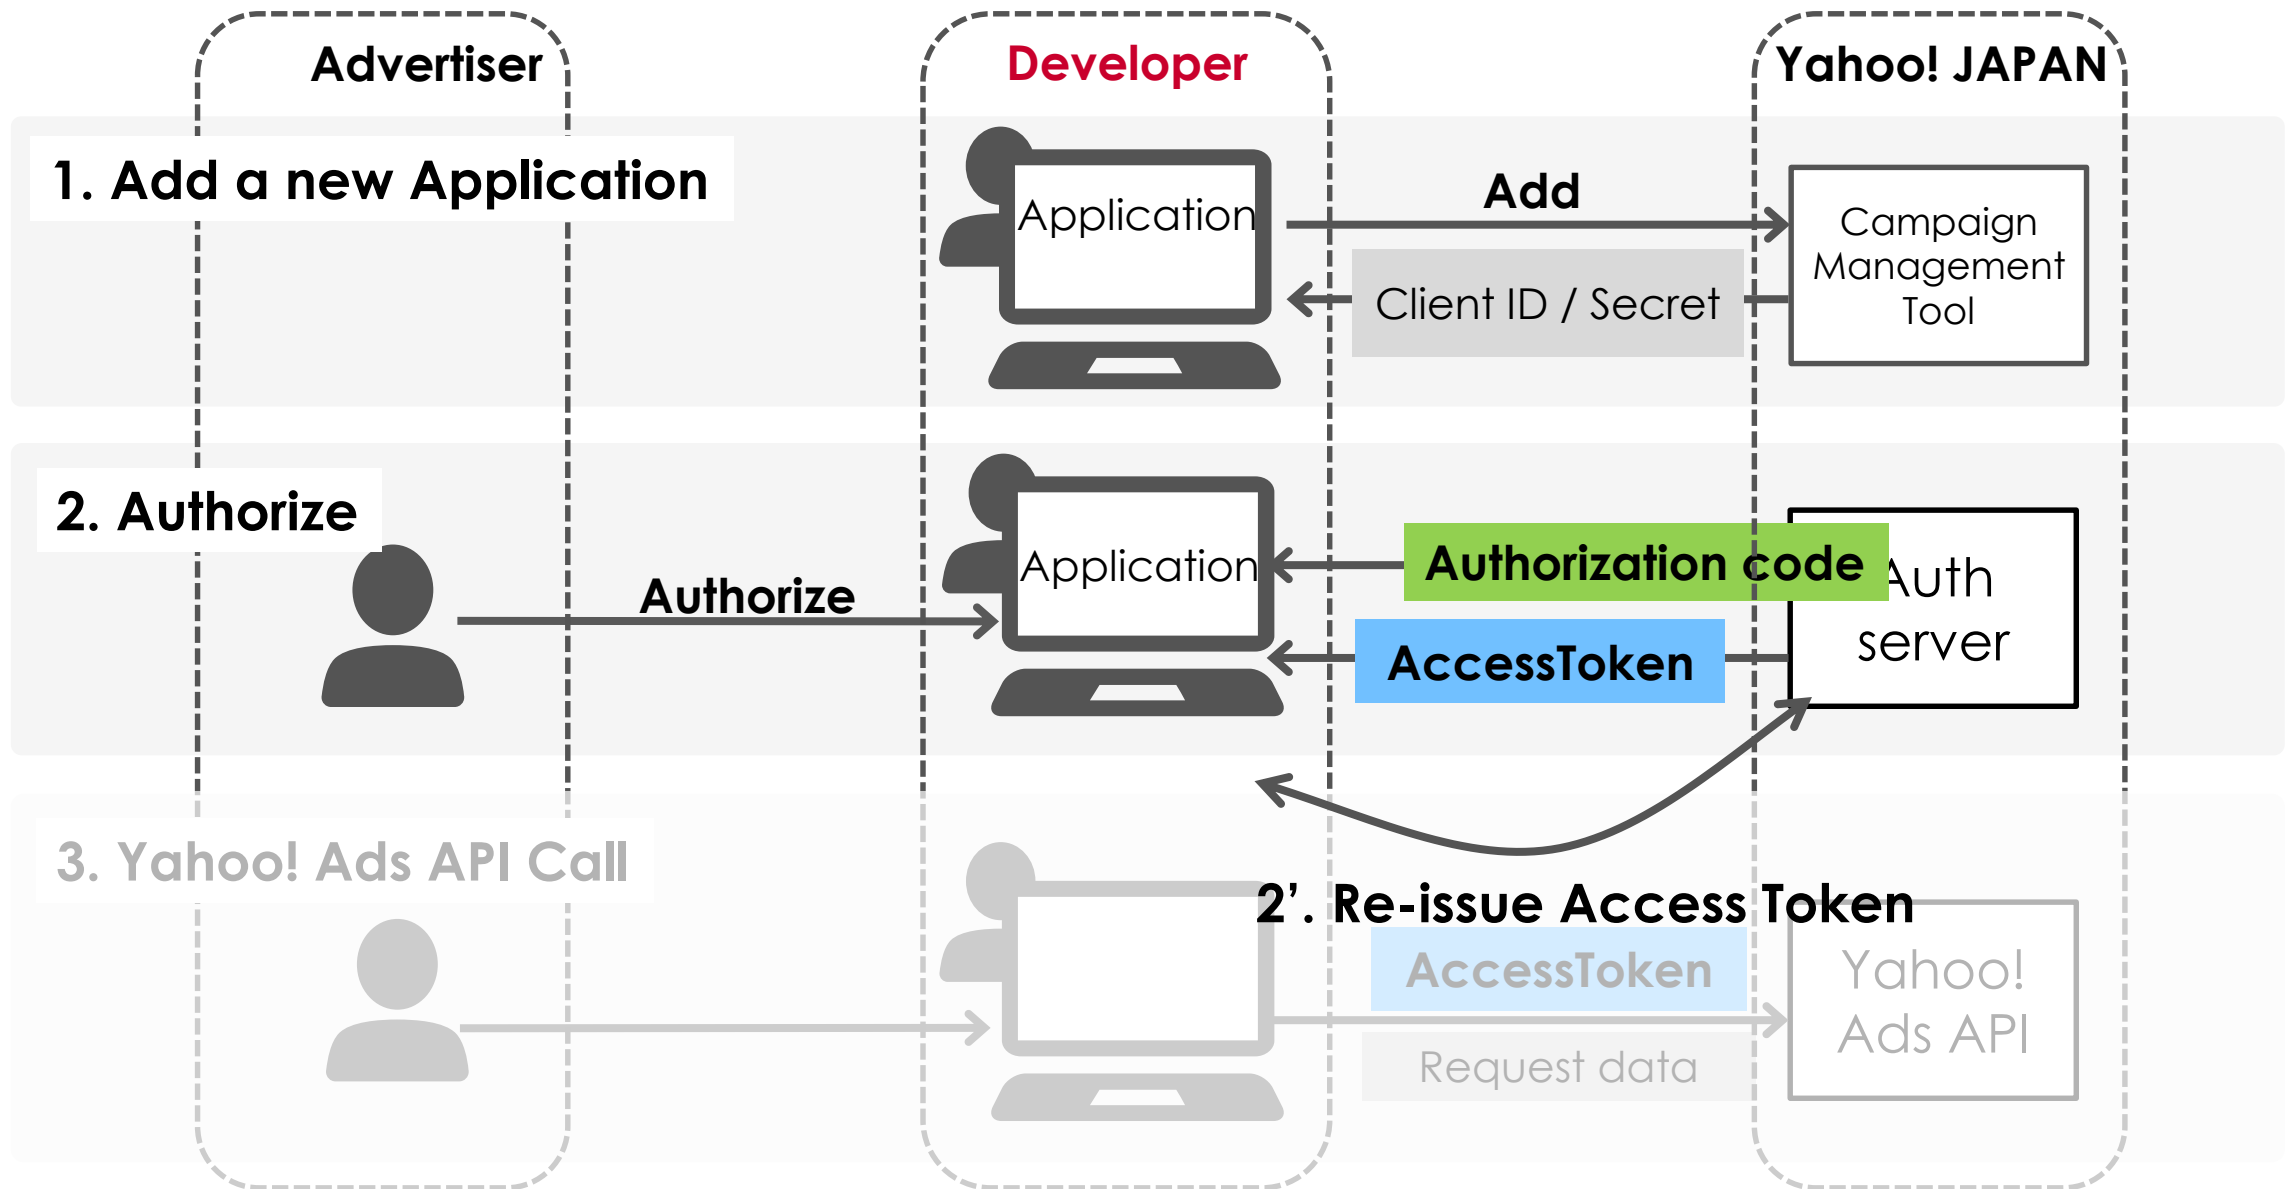 Advertiser
Developer
Yahoo! JAPAN
1. Add a new Application
Application
Add
Client ID / Secret
Campaign
Management
Tool
2. Authorize
Authorize
Application
Authorization code
AccessToken
Auth
server
3. Yahoo! Ads API Call
2’. Re-issue Access Token
AccessToken
Request data
Yahoo!
Ads API